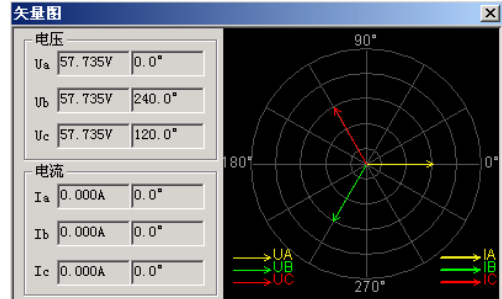 矢量图
电压
Ua 57.735V 0.0°
Ub 57.735V 240.0°
Uc 57.735V 120.0°
电流
Ia 0.000A 0.0°
Ib 0.000A 0.0°
Ic 0.000A 0.0°
90°
180°
0°
270°
UA
UB
UC
IA
IB
IC